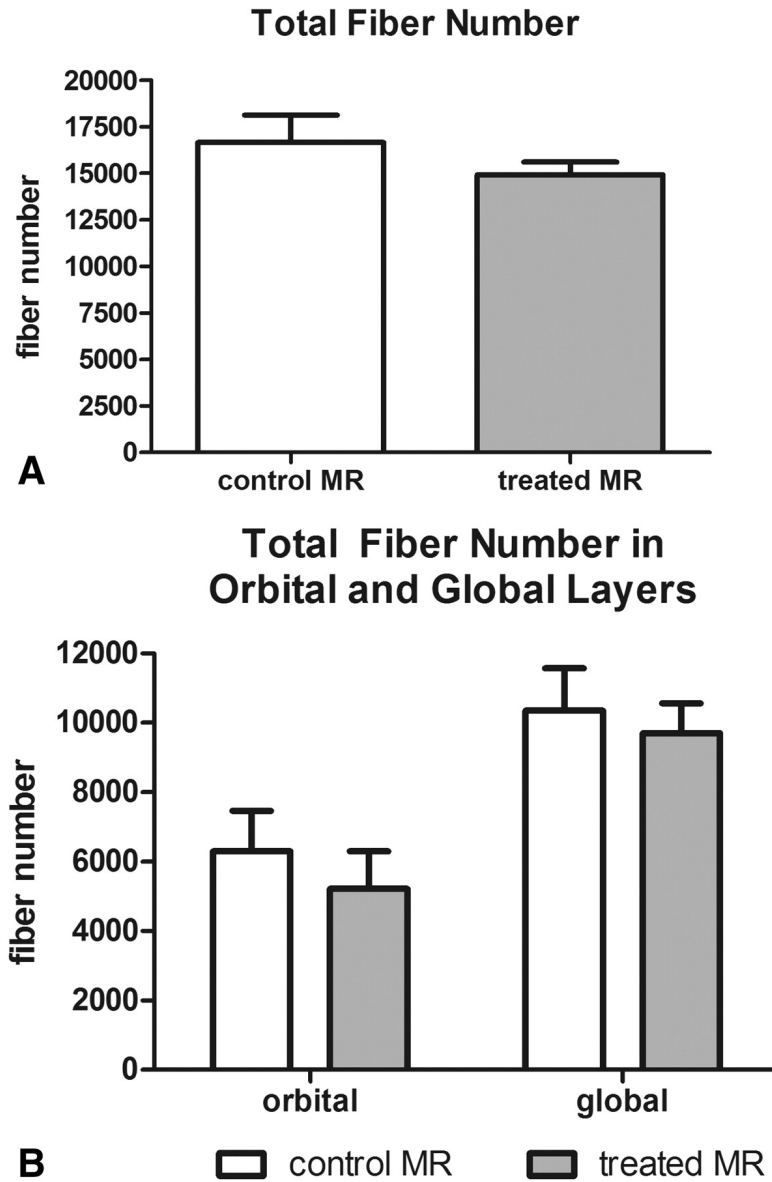 Total Fiber Number
20000
17500
15000
12500
10000
7500
5000
2500
0
fiber number
control MR treated MR
A
Total Fiber Number in
Orbital and Global Layers
12000
10000
8000
6000
4000
2000
0
fiber number
orbital global
B control MR treated MR